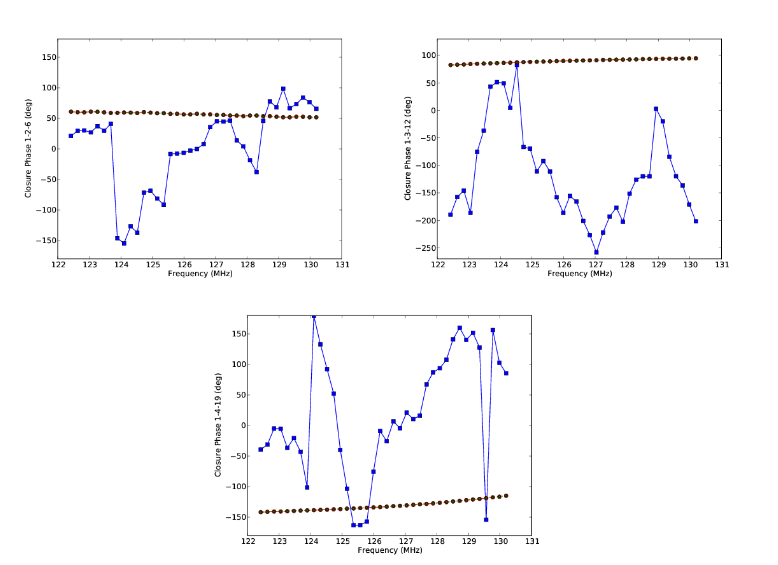 Closure Phase 1-2-6 (deg)
150
100
50
0
−50
−100
−150
122 123 124 125 126 127 128 129 130 131
Frequency (MHz)
Closure Phase 1-3-12 (deg)
100
50
0
−50
−100
−150
−200
−250
122 123 124 125 126 127 128 129 130 131
Frequency (MHz)
Closure Phase 1-4-19 (deg)
150
100
50
0
−50
−100
−150
122 123 124 125 126 127 128 129 130 131
Frequency (MHz)